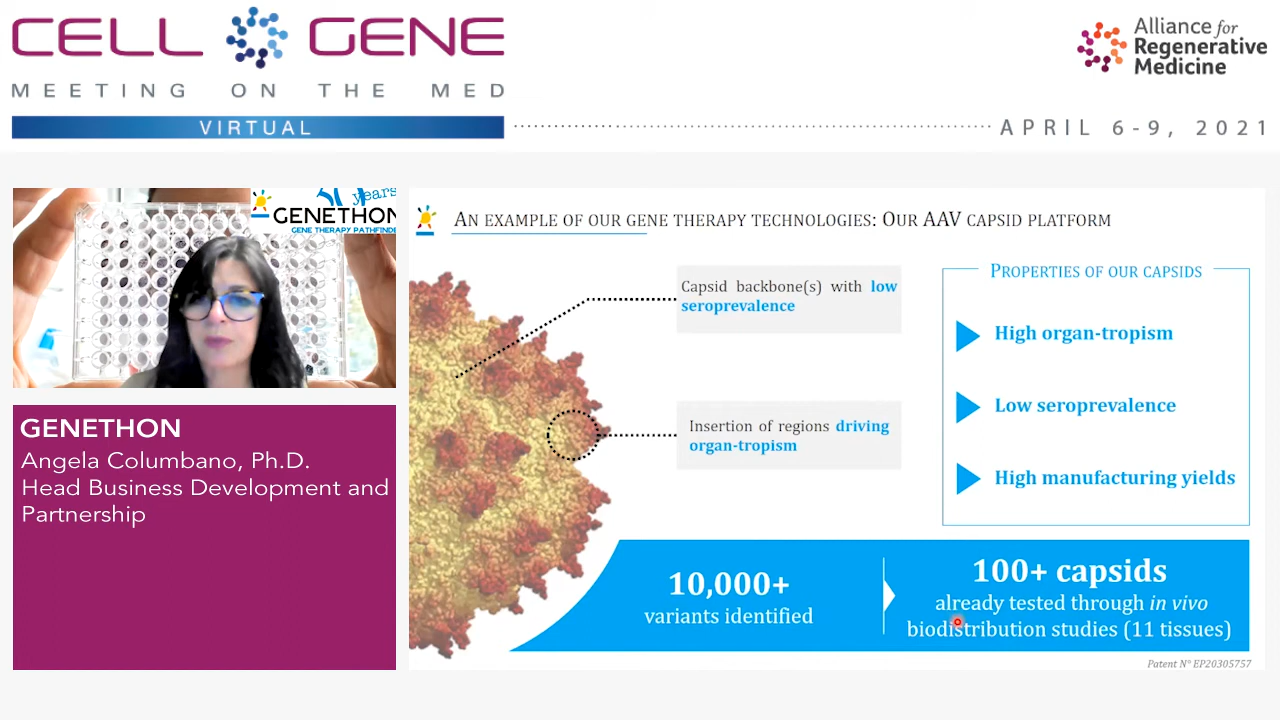 CELL GENE
MEETING ON THE MED
VIRTUAL
Alliance for
Regenerative
Medicine
APRIL 6-9, 2021
years
GENETHON
GENE THERAPY PATHFINDE
GENETHON
Angela Columbano, Ph.D.
Head Business Development and
Partnership
AN EXAMPLE OF OUR GENE THERAPY TECHNOLOGIES: OUR AAV CAPSID PLATFORM
Capsid backbone(s) with low
seroprevalence
Insertion of regions driving
organ-tropism
PROPERTIES OF OUR CAPSIDS
High organ-tropism
Low seroprevalence
High manufacturing yields
10,000+
variants identified
100+ capsids
already tested through in vivo
biodistribution studies (11 tissues)
Patent N° EP20305757